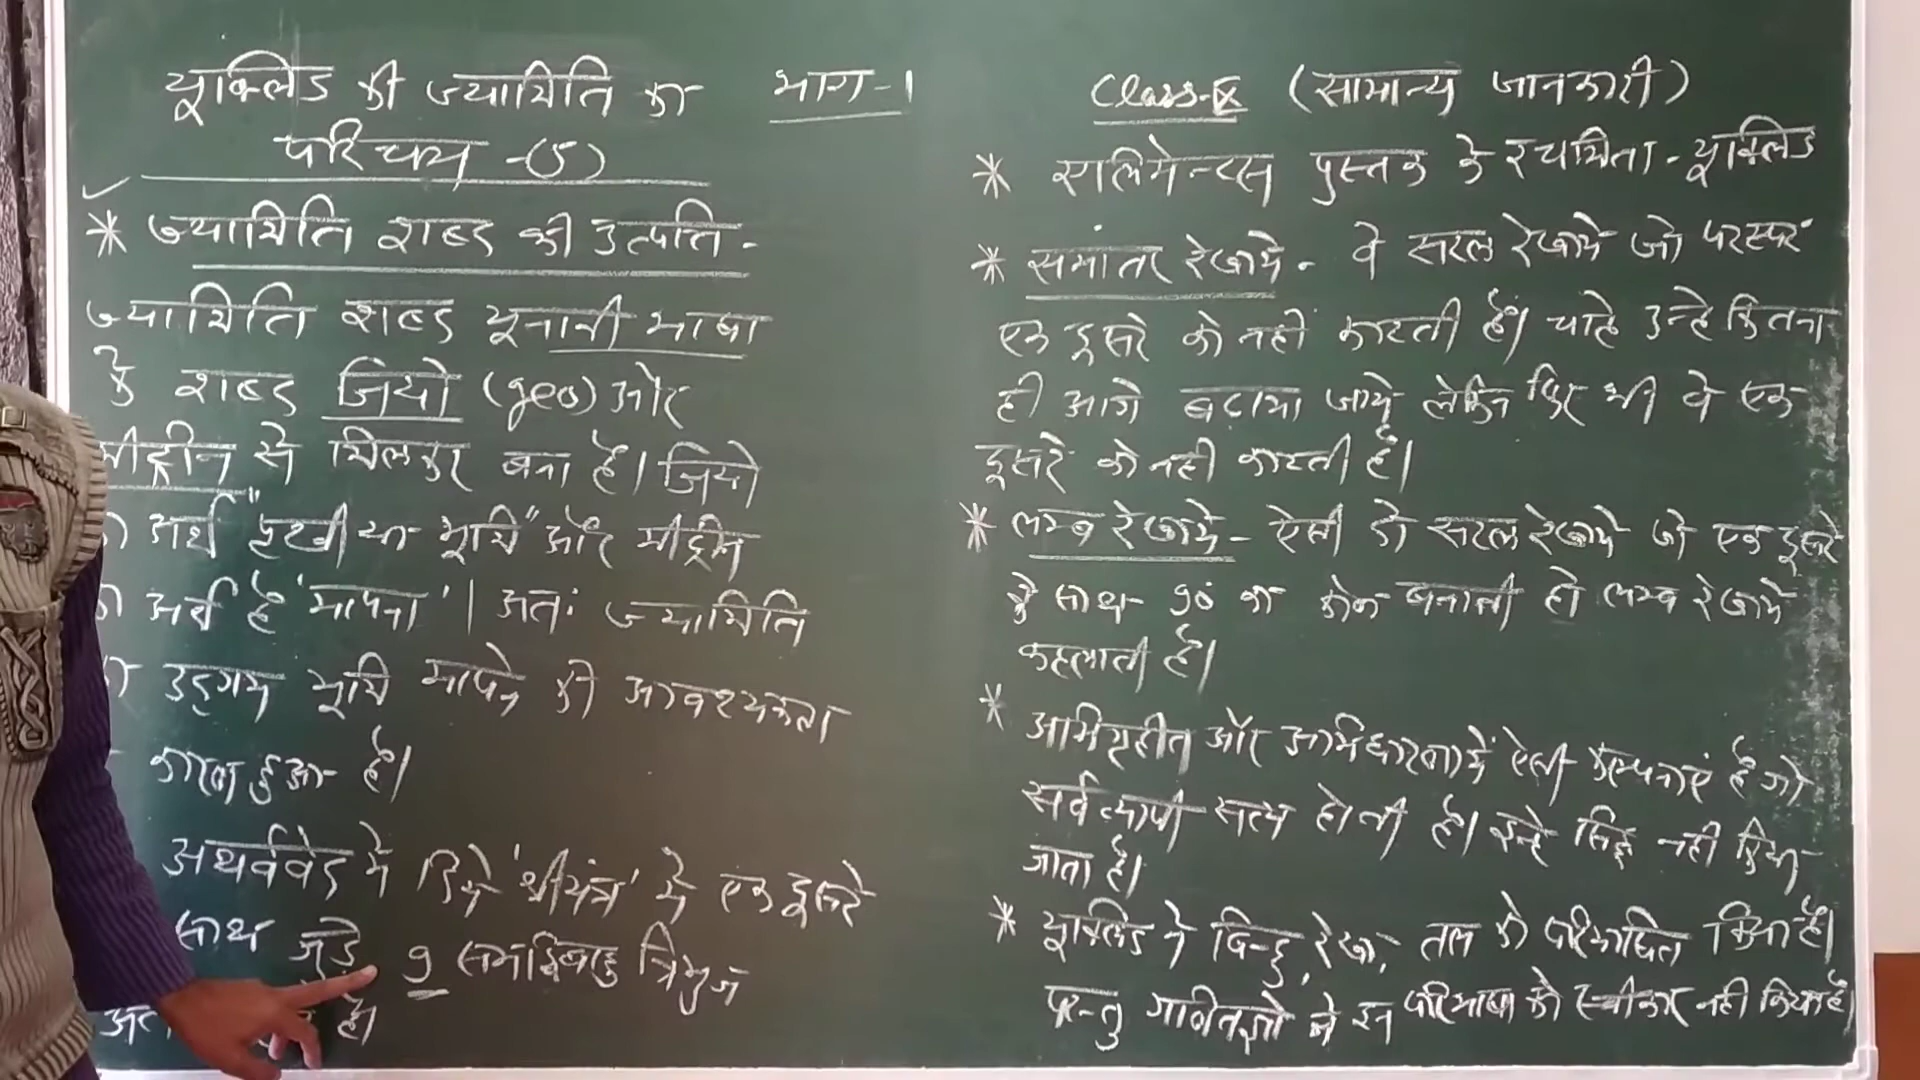 यूक्लिड की ज्यामिति का भाग-1
परिचय -(5)
* ज्यामिति शब्द की उत्पत्ति -
ज्यामिति शब्द यूनानी भाषा
के शब्द जियो (geo) और
मीट्रीन से मिलकर बना है। जियो
अर्थ "पृथ्वी या भूमि" और मीट्रीन
अर्थ है 'मापना'। अतः ज्यामिति
उद्गम भूमि मापने की आवश्यकता
कारण हुआ है।
अथर्ववेद में दिये 'श्रीयंत्र' में एक दूसरे
साथ जुड़े 9 समद्विबाहु त्रिभुज
है।
Class-IX (सामान्य जानकारी)
* एलिमेन्टस पुस्तक के रचयिता - यूक्लिड
* समांतर रेखाये - वे सरल रेखाये जो परस्पर
एक दूसरे को नहीं काटती हैं। चाहे उन्हे कितना
ही आगे बढ़ाया जाये लेकिन फिर भी वे एक
दूसरे को नही काटती है।
* लम्ब रेखाये - ऐसी दो सरल रेखाये जो एक दूसरे
के साथ 90° का कोण बनाती हो लम्ब रेखाये
कहलाती है।
* अभिगृहीत और अभिधारणायें ऐसी कल्पनाएं है जो
सर्वव्यापी सत्य होती है। इन्हे सिद्ध नही किया
जाता है।
* यूक्लिड ने बिन्दु, रेखा, तल को परिभाषित किया है।
परन्तु गणितज्ञो ने इन परिभाषा को स्वीकार नही किया है।